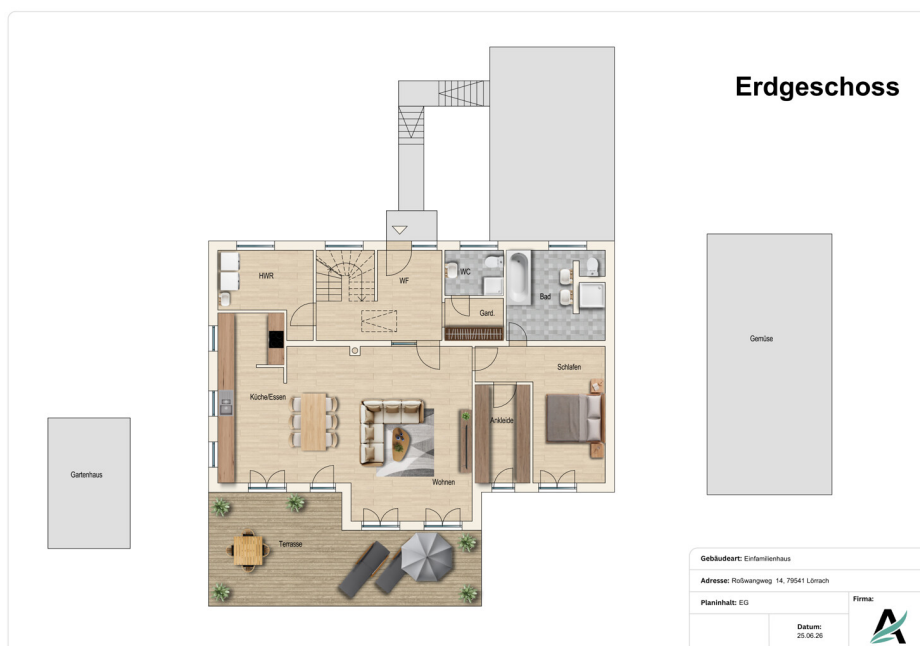 Erdgeschoss
HWR
WF
WC
Bad
Gard.
Gemüse
Schlafen
Küche/Essen
Ankleide
Gartenhaus
Wohnen
Terrasse
Gebäudeart: Einfamilienhaus
Adresse: Roßwangweg 14, 79541 Lörrach
Planinhalt: EG
Firma:
Datum:
25.06.26